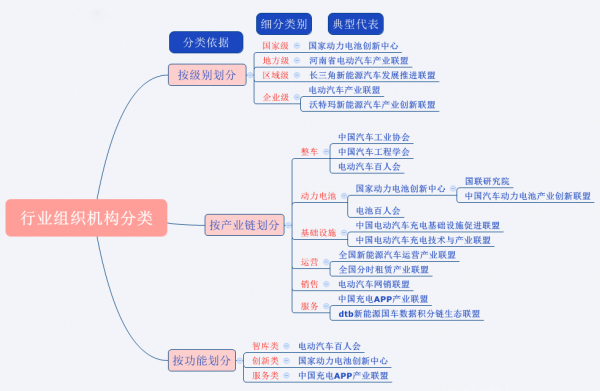 细分类别
典型代表
分类依据
行业组织机构分类
按级别划分
国家级
国家动力电池创新中心
地方级
河南省电动汽车产业联盟
区域级
长三角新能源汽车发展推进联盟
企业级
电动汽车产业联盟
沃特玛新能源汽车产业创新联盟
按产业链划分
整车
中国汽车工业协会
中国汽车工程学会
电动汽车百人会
动力电池
国家动力电池创新中心
国联研究院
中国汽车动力电池产业创新联盟
电池百人会
基础设施
中国电动汽车充电基础设施促进联盟
中国电动汽车充电技术与产业联盟
运营
全国新能源汽车运营产业联盟
全国分时租赁产业联盟
销售
电动汽车网销联盟
服务
中国充电APP产业联盟
dtb新能源国车数据积分链生态联盟
按功能划分
智库类
电动汽车百人会
创新类
国家动力电池创新中心
服务类
中国充电APP产业联盟